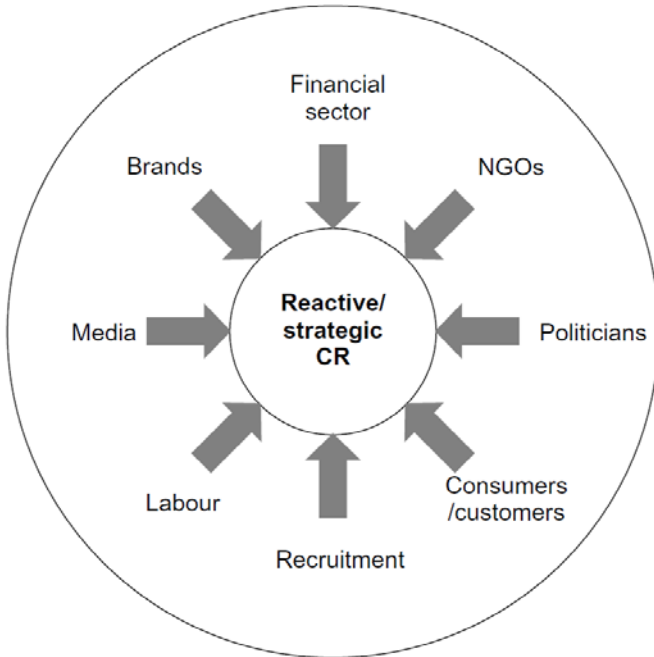 Financial
sector
Brands
NGOs
Reactive/
strategic
CR
Media
Politicians
Labour
Consumers
/customers
Recruitment